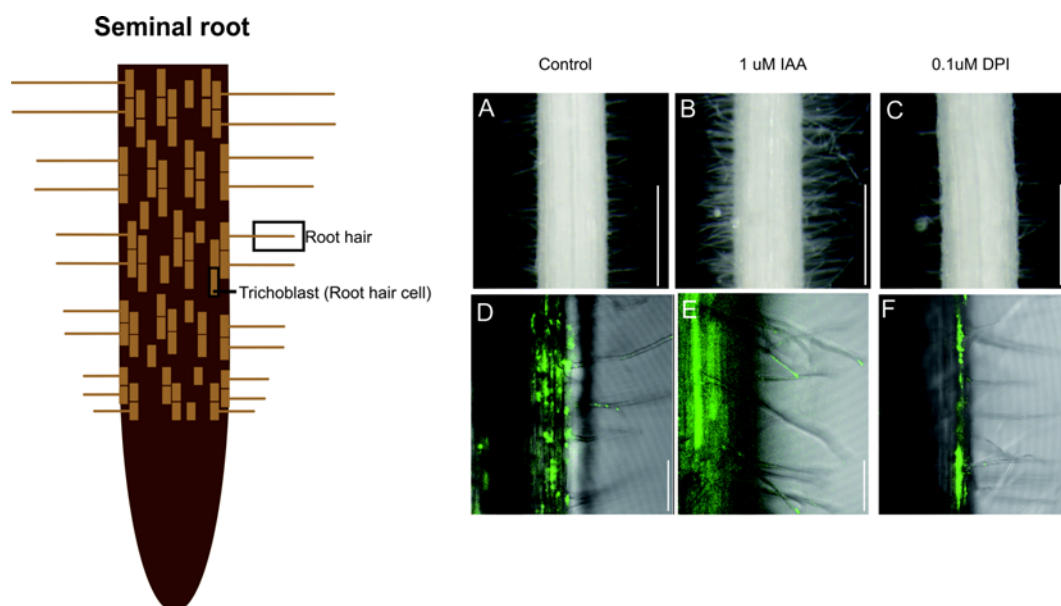 Seminal root
Root hair
Trichoblast (Root hair cell)
Control
1 uM IAA
0.1uM DPI
A
B
C
D
E
F